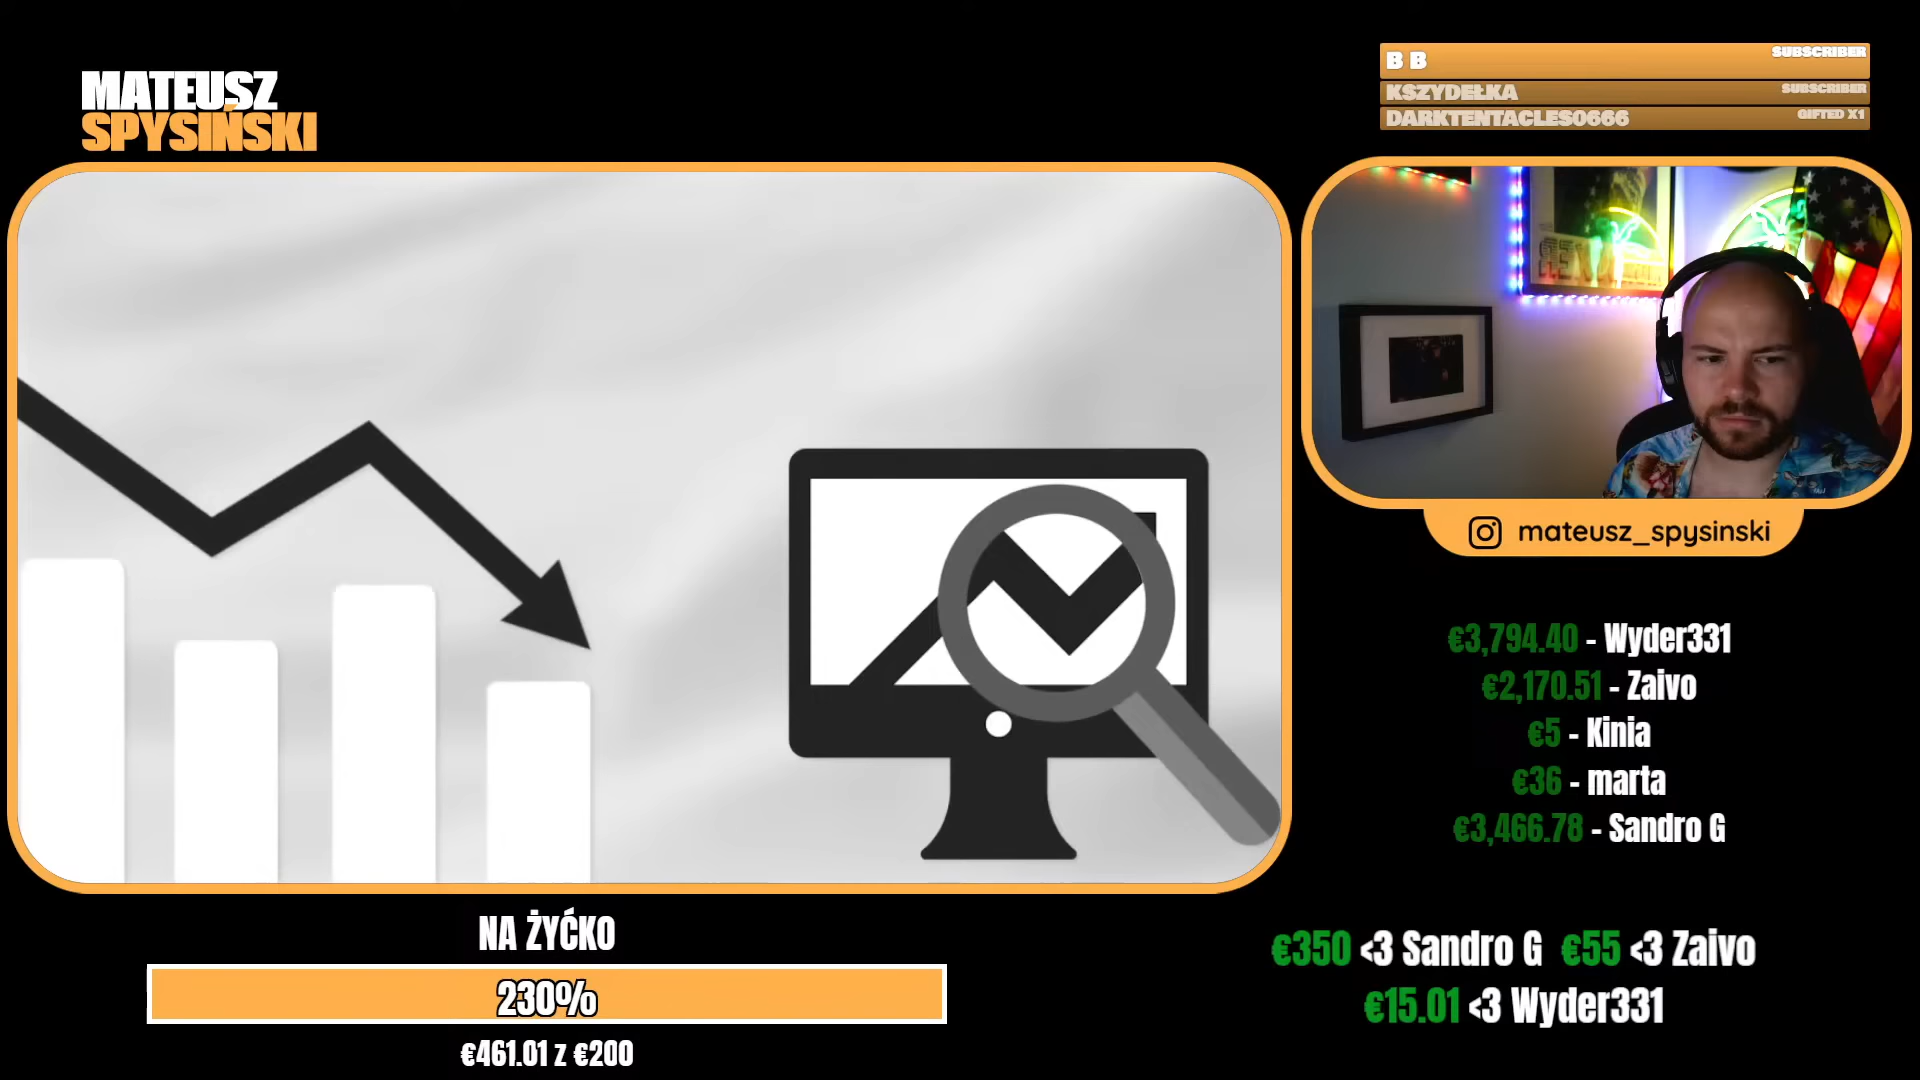 MATEUSZ
SPYSIŃSKI
B B SUBSCRIBER
KSZYDEŁKA SUBSCRIBER
DARKTENTACLES0666 GIFTED X1
mateusz_spysinski
€3,794.40 - Wyder331
€2,170.51 - Zaivo
€5 - Kinia
€36 - marta
€3,466.78 - Sandro G
NA ŻYĆKO
230%
€461.01 z €200
€350 <3 Sandro G €55 <3 Zaivo
€15.01 <3 Wyder331